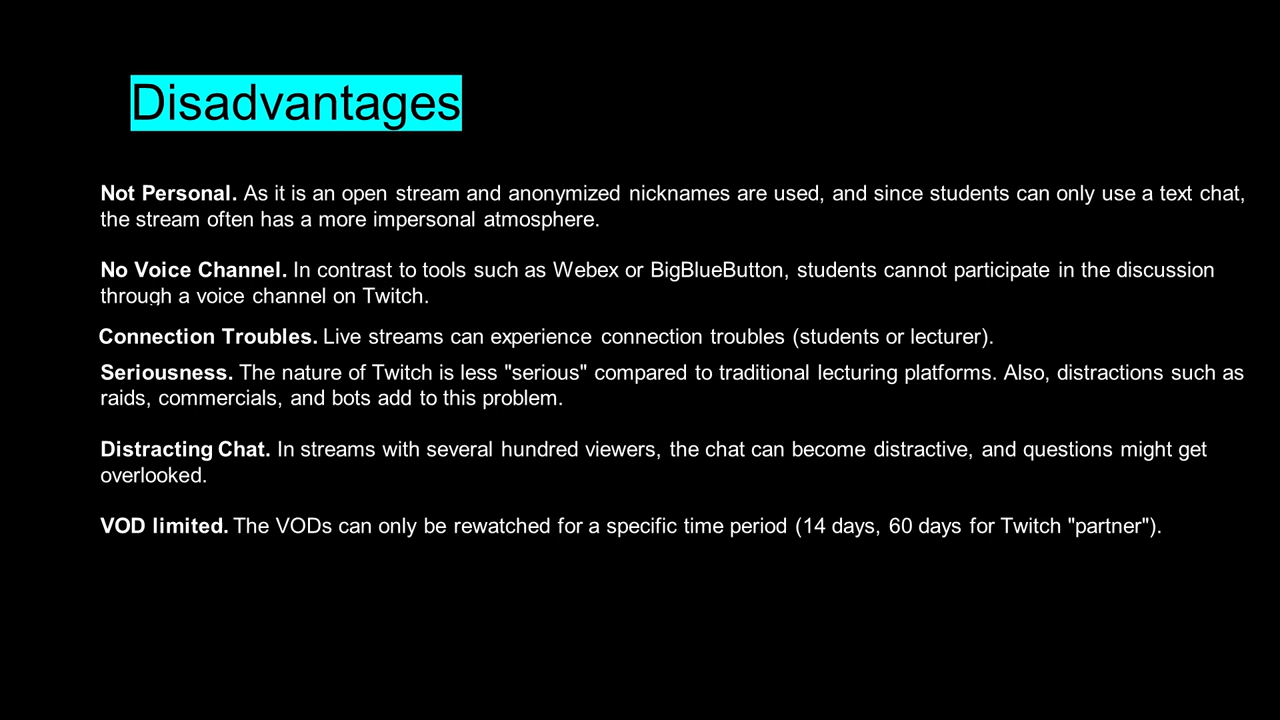 Disadvantages
Not Personal. As it is an open stream and anonymized nicknames are used, and since students can only use a text chat,
the stream often has a more impersonal atmosphere.
No Voice Channel. In contrast to tools such as Webex or BigBlueButton, students cannot participate in the discussion
through a voice channel on Twitch.
Connection Troubles. Live streams can experience connection troubles (students or lecturer).
Seriousness. The nature of Twitch is less "serious" compared to traditional lecturing platforms. Also, distractions such as
raids, commercials, and bots add to this problem.
Distracting Chat. In streams with several hundred viewers, the chat can become distractive, and questions might get
overlooked.
VOD limited. The VODs can only be rewatched for a specific time period (14 days, 60 days for Twitch "partner").